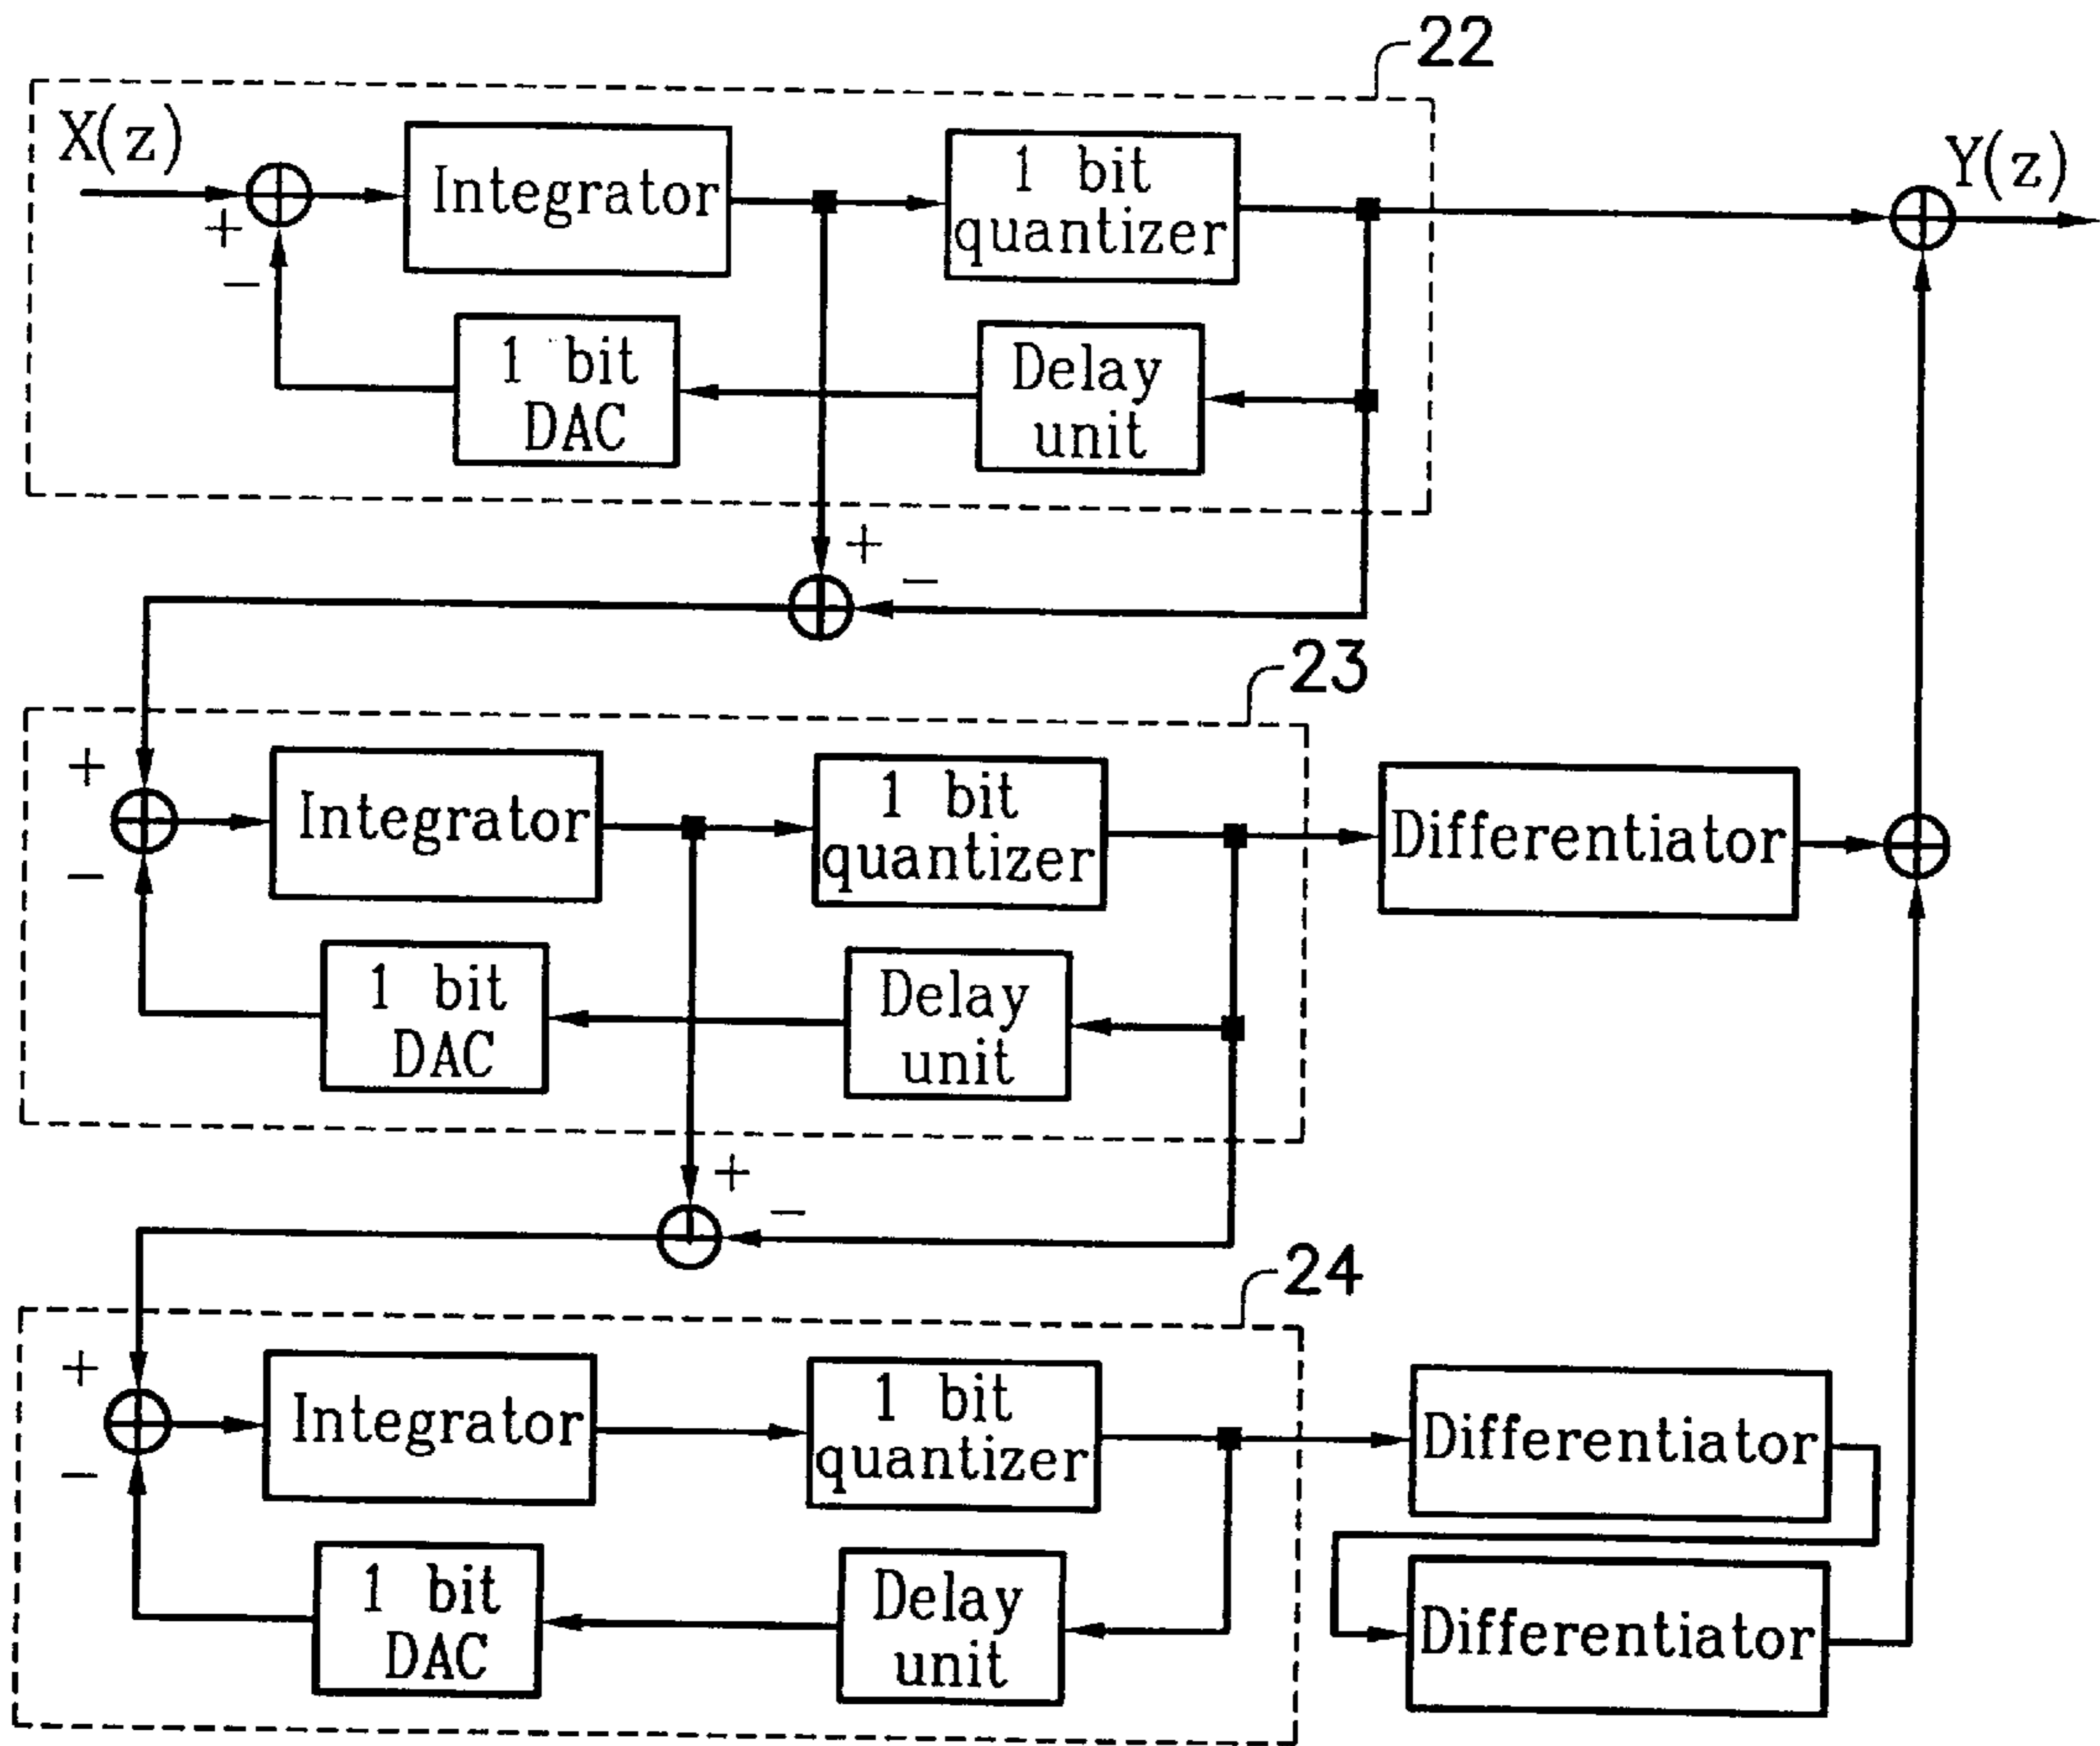 22
X(z)
Integrator
1 bit
quantizer
Y(z)
+
−
1 bit
DAC
Delay
unit
+
−
23
+
−
Integrator
1 bit
quantizer
Differentiator
1 bit
DAC
Delay
unit
+
−
24
+
−
Integrator
1 bit
quantizer
Differentiator
1 bit
DAC
Delay
unit
Differentiator